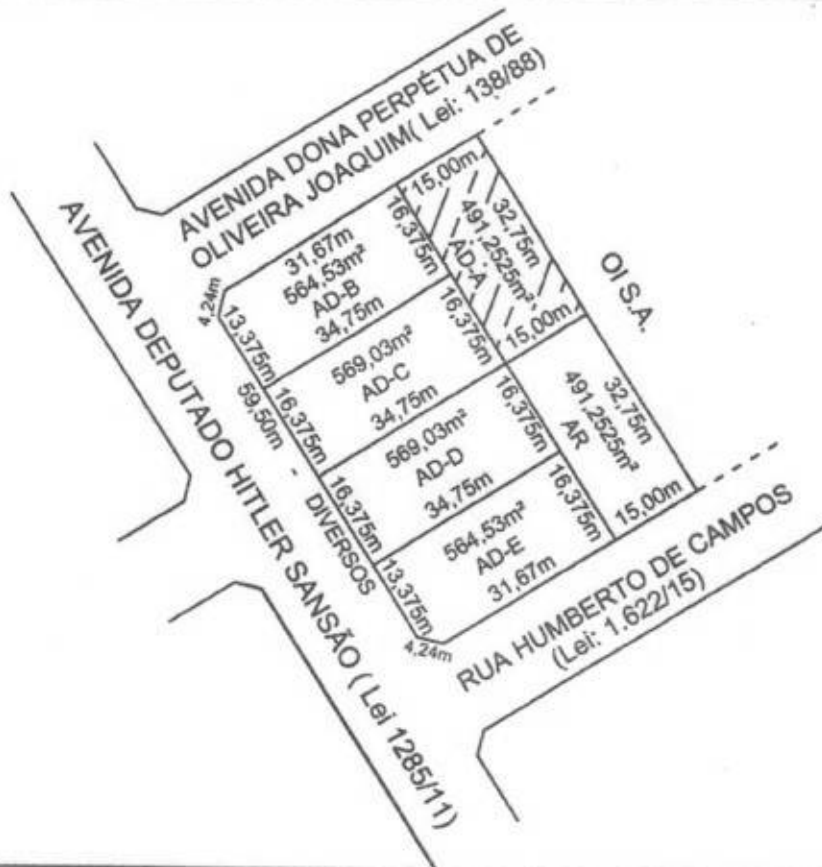 AVENIDA DONA PERPÉTUA DE
OLIVEIRA JOAQUIM( Lei: 138/88)
AVENIDA DEPUTADO HITLER SANSÃO ( Lei 1285/11)
4,24m
31,67m
564,53m²
AD-B
34,75m
13,375m
16,375m
15,00m
32,75m
491,2525m²
AD-A
15,00m
OI S.A.
16,375m
569,03m²
AD-C
34,75m
16,375m
59,50m - DIVERSOS
16,375m
569,03m²
AD-D
34,75m
16,375m
32,75m
491,2525m²
AR
15,00m
13,375m
564,53m²
AD-E
31,67m
16,375m
4,24m
RUA HUMBERTO DE CAMPOS
(Lei: 1.622/15)